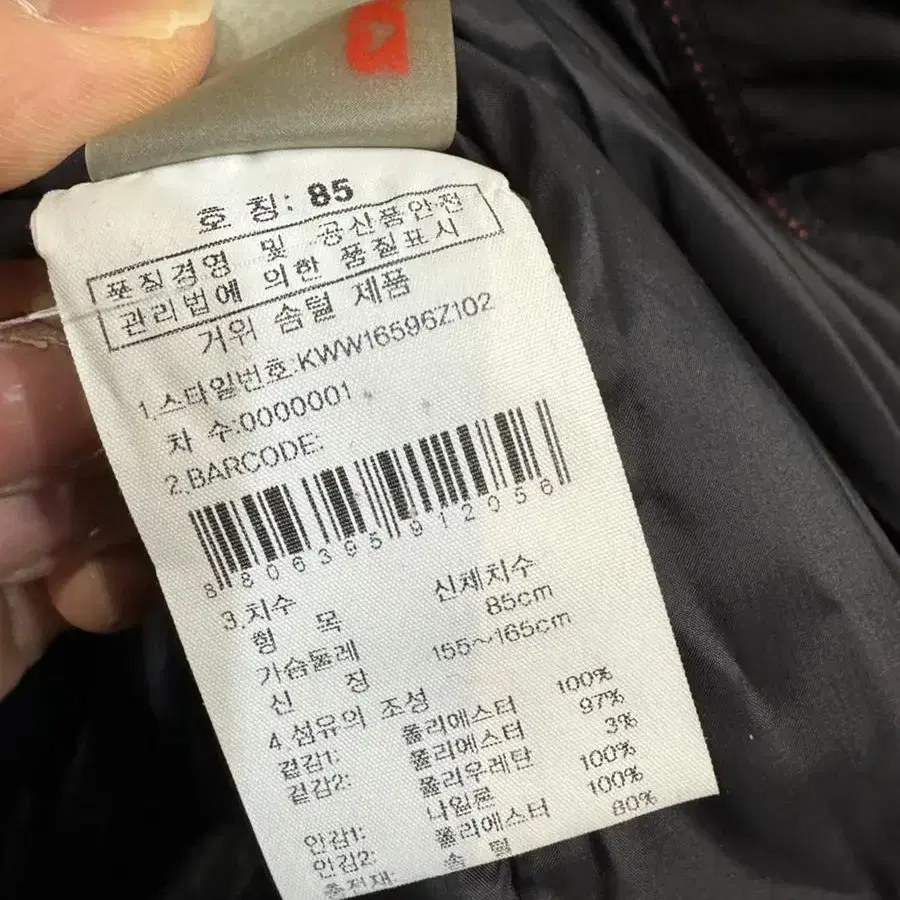 호 칭: 85
품질경영 및 공산품안전
관리법에 의한 품질표시
거위 솜털 제품
1.스타일번호:KWW16596Z102
차 수:0000001
2.BARCODE:
8806395912056
3.치수
형 목 신체치수
가슴둘레 85cm
신 장 155~165cm
4.섬유의 조성
겉감1: 폴리에스터 100%
겉감2: 폴리에스터 97%
폴리우레탄 3%
안감1: 나일론 100%
안감2: 폴리에스터 100%
충전재: 솜 털 80%